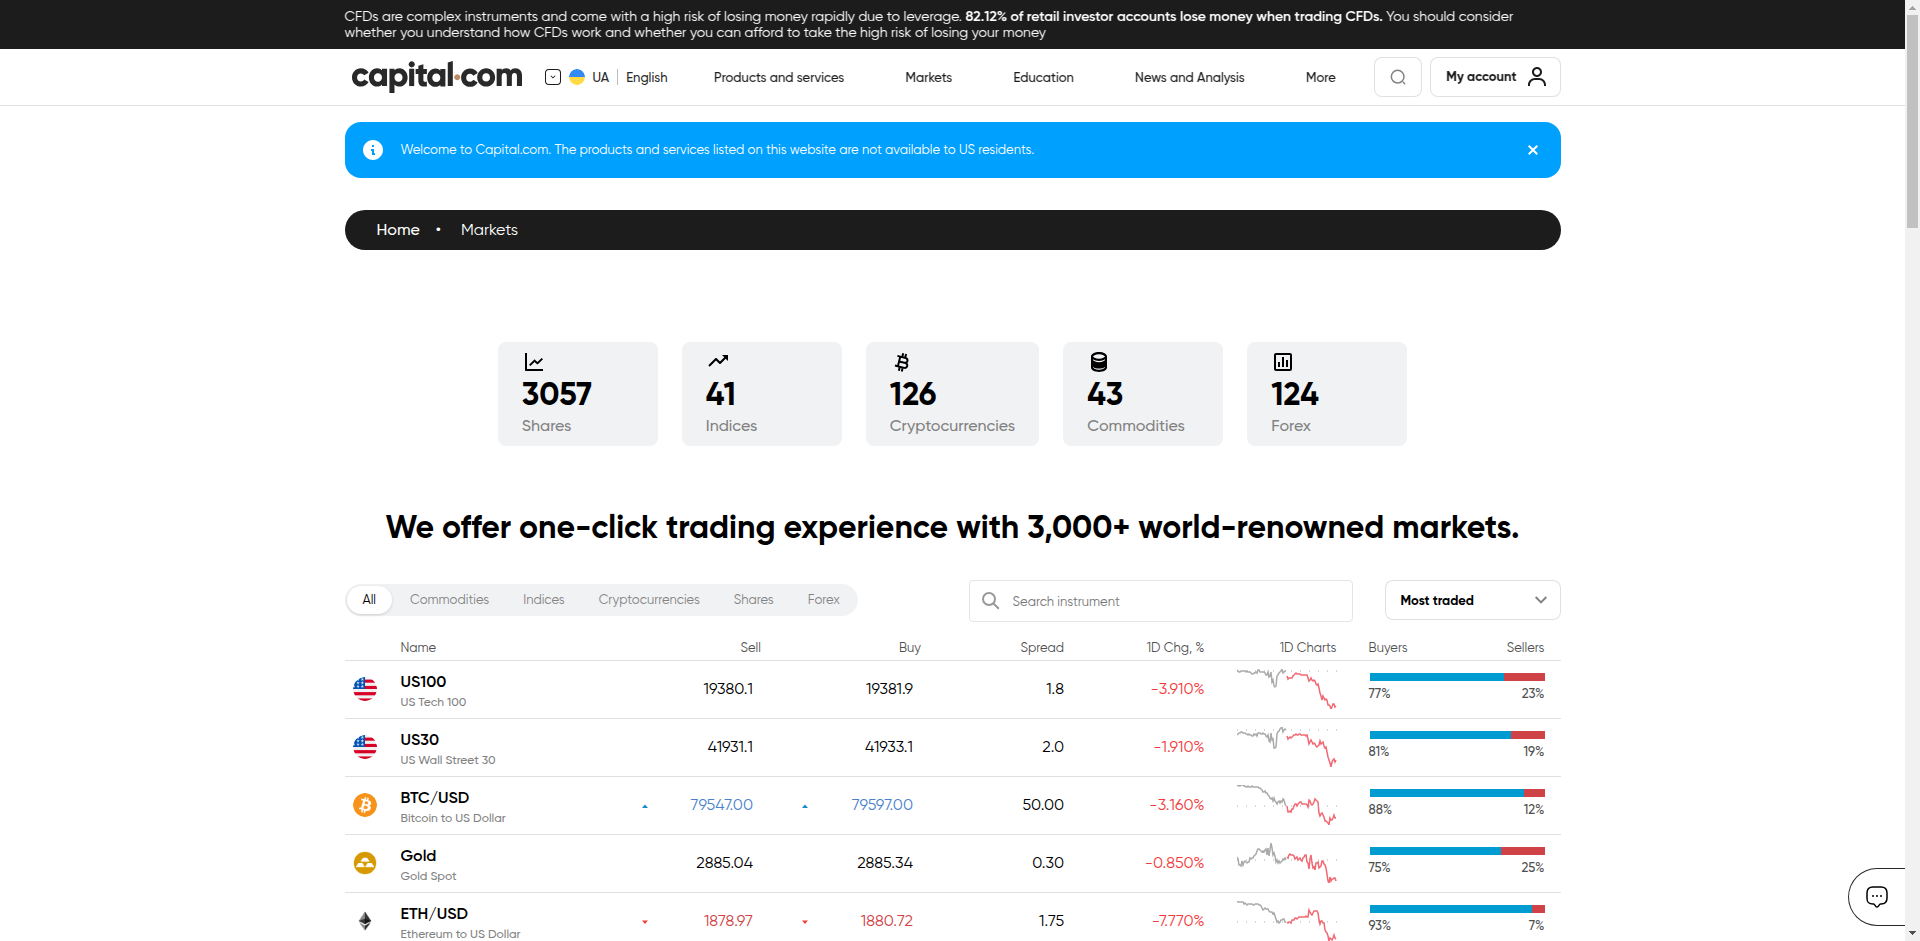 CFDs are complex instruments and come with a high risk of losing money rapidly due to leverage. 82.12% of retail investor accounts lose money when trading CFDs. You should consider
whether you understand how CFDs work and whether you can afford to take the high risk of losing your money
capital.com UA English Products and services Markets Education News and Analysis More My account
Welcome to Capital.com. The products and services listed on this website are not available to US residents.
Home • Markets
3057 41 126 43 124
Shares Indices Cryptocurrencies Commodities Forex
We offer one-click trading experience with 3,000+ world-renowned markets.
All Commodities Indices Cryptocurrencies Shares Forex Search instrument Most traded
Name Sell Buy Spread 1D Chg, % 1D Charts Buyers Sellers
US100 19380.1 19381.9 1.8 -3.910%
US Tech 100 77% 23%
US30 41931.1 41933.1 2.0 -1.910%
US Wall Street 30 81% 19%
BTC/USD 79547.00 79597.00 50.00 -3.160%
Bitcoin to US Dollar 88% 12%
Gold 2885.04 2885.34 0.30 -0.850%
Gold Spot 75% 25%
ETH/USD 1878.97 1880.72 1.75 -7.770%
Ethereum to US Dollar 93% 7%